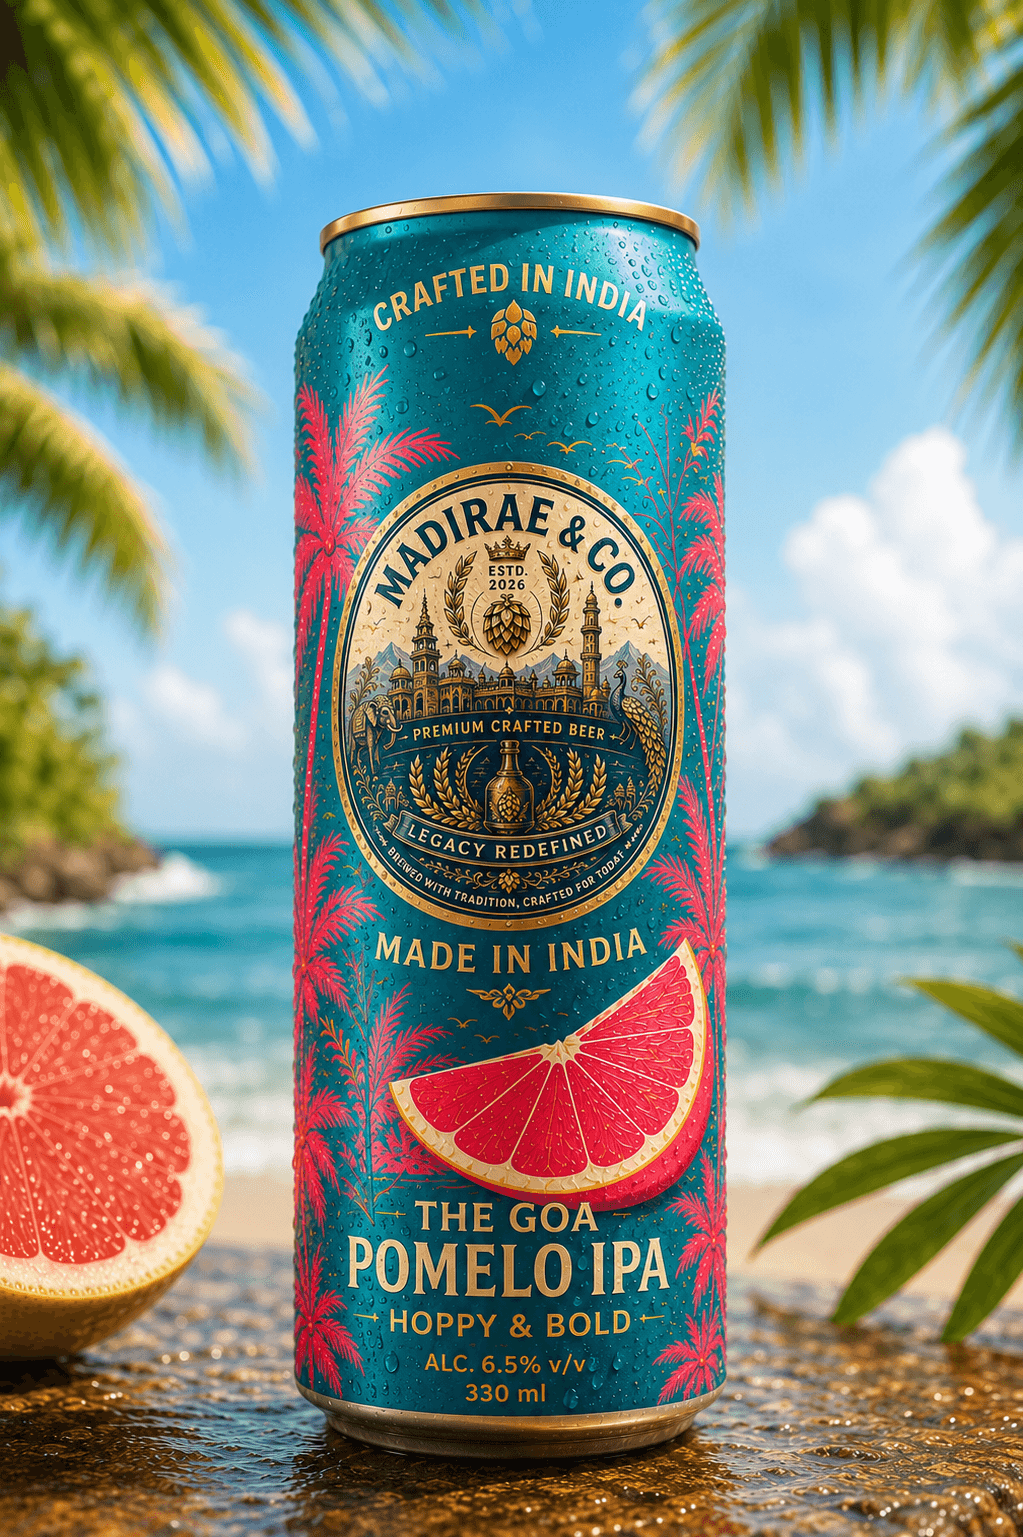 CRAFTED IN INDIA
MADIRAE & CO.
ESTD.
2026
PREMIUM CRAFTED BEER
LEGACY REDEFINED
BREWED WITH TRADITION, CRAFTED FOR TODAY
MADE IN INDIA
THE GOA
POMELO IPA
HOPPY & BOLD
ALC. 6.5% v/v
330 ml